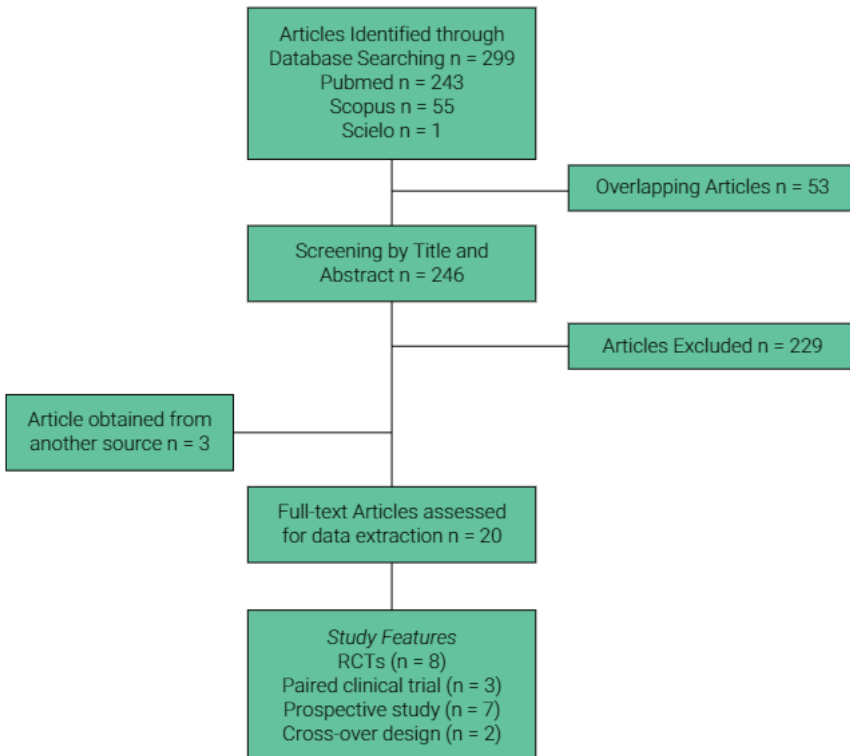 Articles Identified through
Database Searching n = 299
Pubmed n = 243
Scopus n = 55
Scielo n = 1
Overlapping Articles n = 53
Screening by Title and
Abstract n = 246
Articles Excluded n = 229
Article obtained from
another source n = 3
Full-text Articles assessed
for data extraction n = 20
Study Features
RCTs (n = 8)
Paired clinical trial (n = 3)
Prospective study (n = 7)
Cross-over design (n = 2)